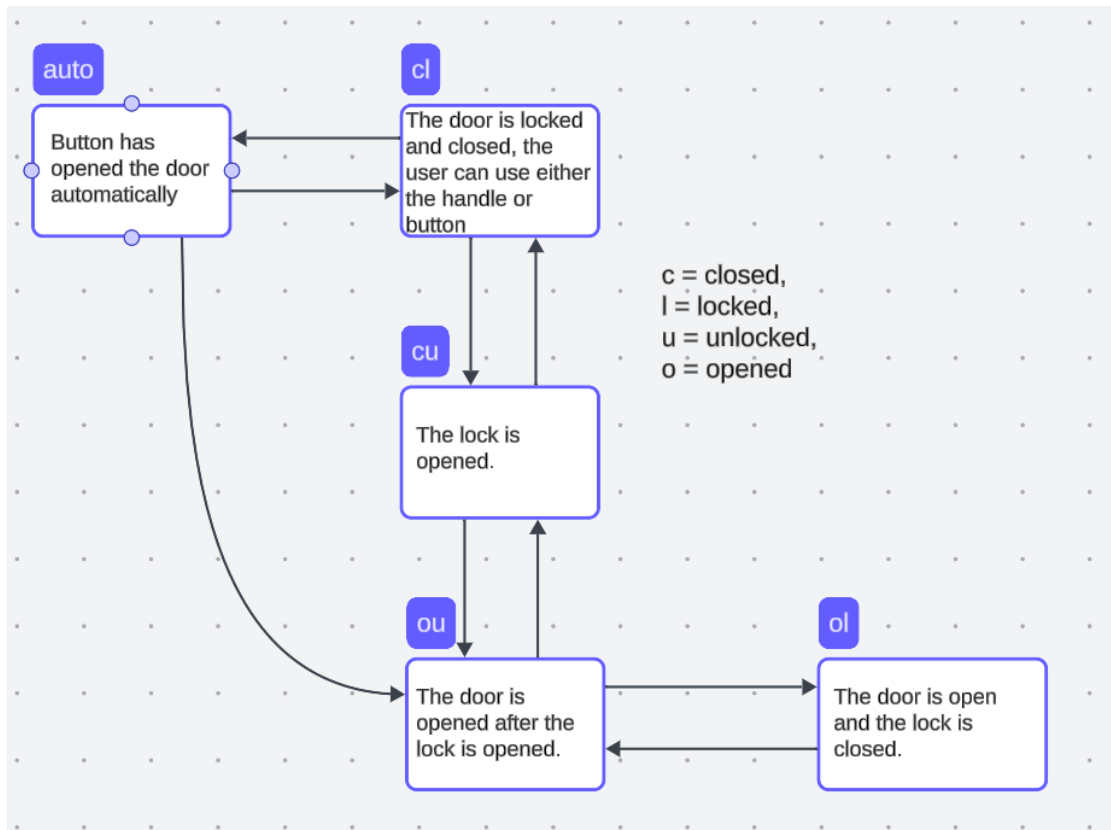 auto
Button has
opened the door
automatically
cl
The door is locked
and closed, the
user can use either
the handle or
button
c = closed,
l = locked,
u = unlocked,
o = opened
cu
The lock is
opened.
ou
The door is
opened after the
lock is opened.
ol
The door is open
and the lock is
closed.